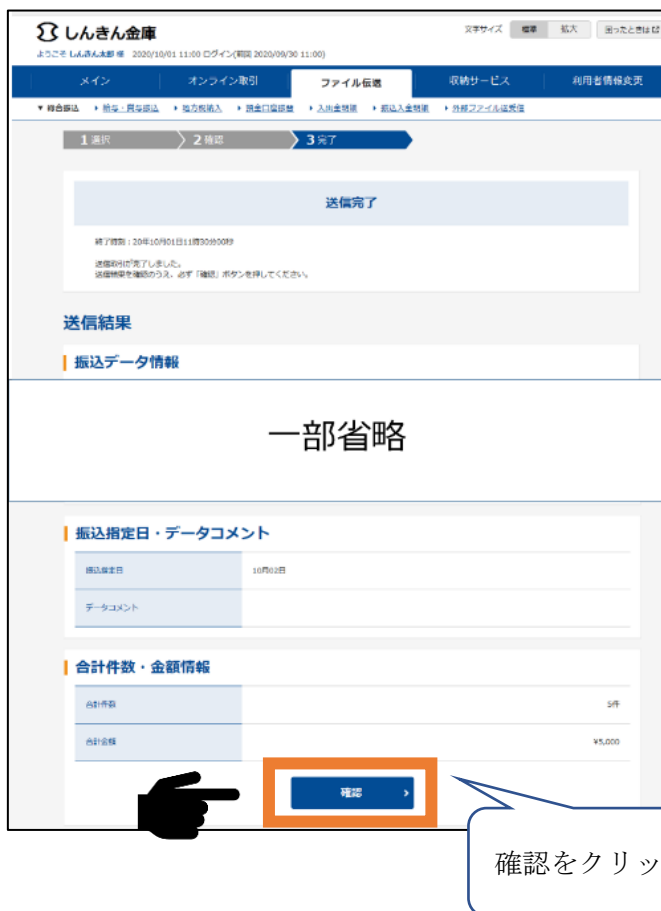 しんきん金庫
文字サイズ 標準 拡大 困ったときは
ようこそ しんきん太郎 様 2020/10/01 11:00 ログイン(前回 2020/09/30 11:00)
メイン オンライン取引 ファイル伝送 収納サービス 利用者情報変更
▼ 総合振込 給与・賞与振込 地方税納入 預金口座振替 入出金明細 振込入金明細 外部ファイル送受信
1 選択 2 確認 3 完了
送信完了
終了時刻:20年10月01日11時30分00秒
送信取引が完了しました。
送信結果を確認のうえ、必ず「確認」ボタンを押してください。
送信結果
振込データ情報
一部省略
振込指定日・データコメント
振込指定日 10月02日
データコメント
合計件数・金額情報
合計件数 5件
合計金額 ¥5,000
確認
確認をクリッ